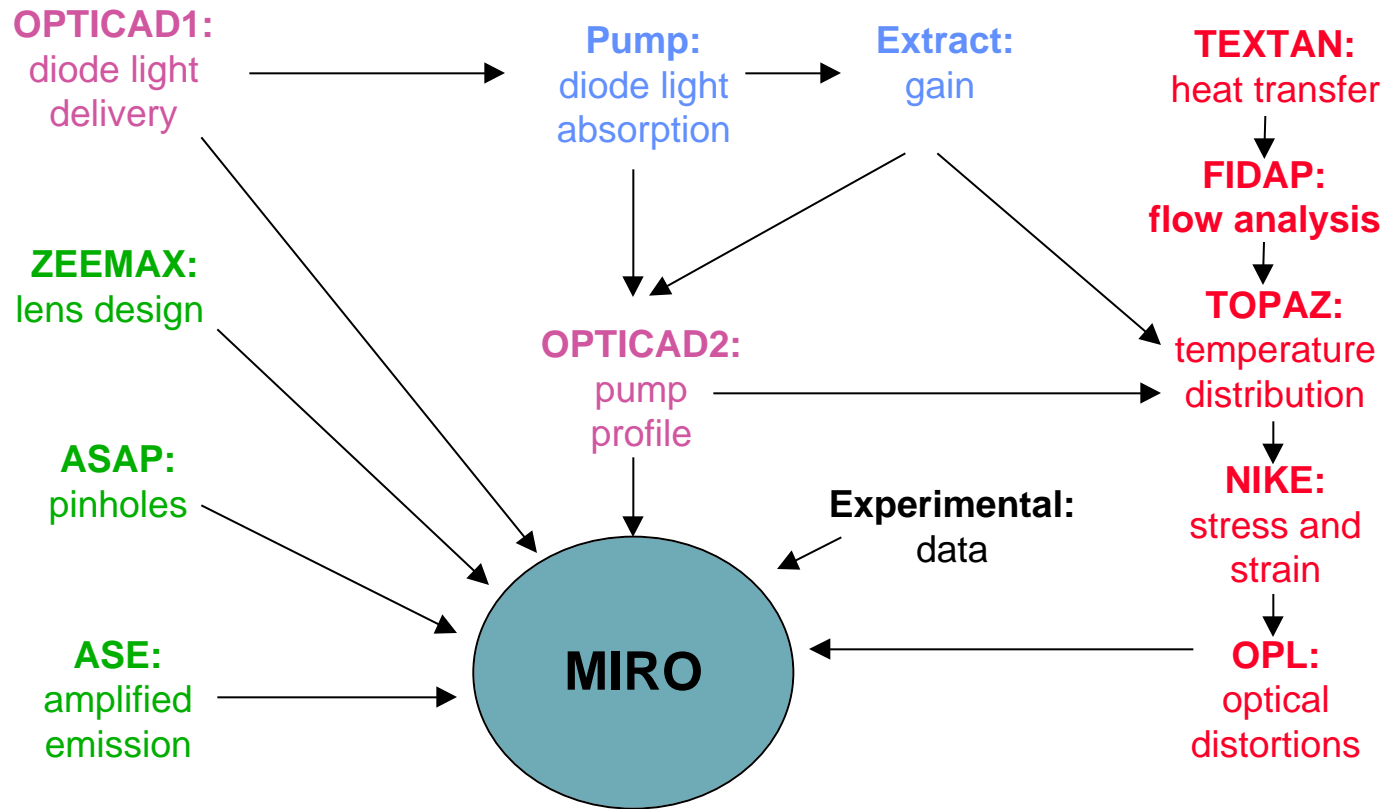 OPTICAD1:
diode light
delivery
Pump:
diode light
absorption
Extract:
gain
TEXTAN:
heat transfer
FIDAP:
flow analysis
ZEEMAX:
lens design
OPTICAD2:
pump
profile
TOPAZ:
temperature
distribution
ASAP:
pinholes
Experimental:
data
NIKE:
stress and
strain
ASE:
amplified
emission
MIRO
OPL:
optical
distortions